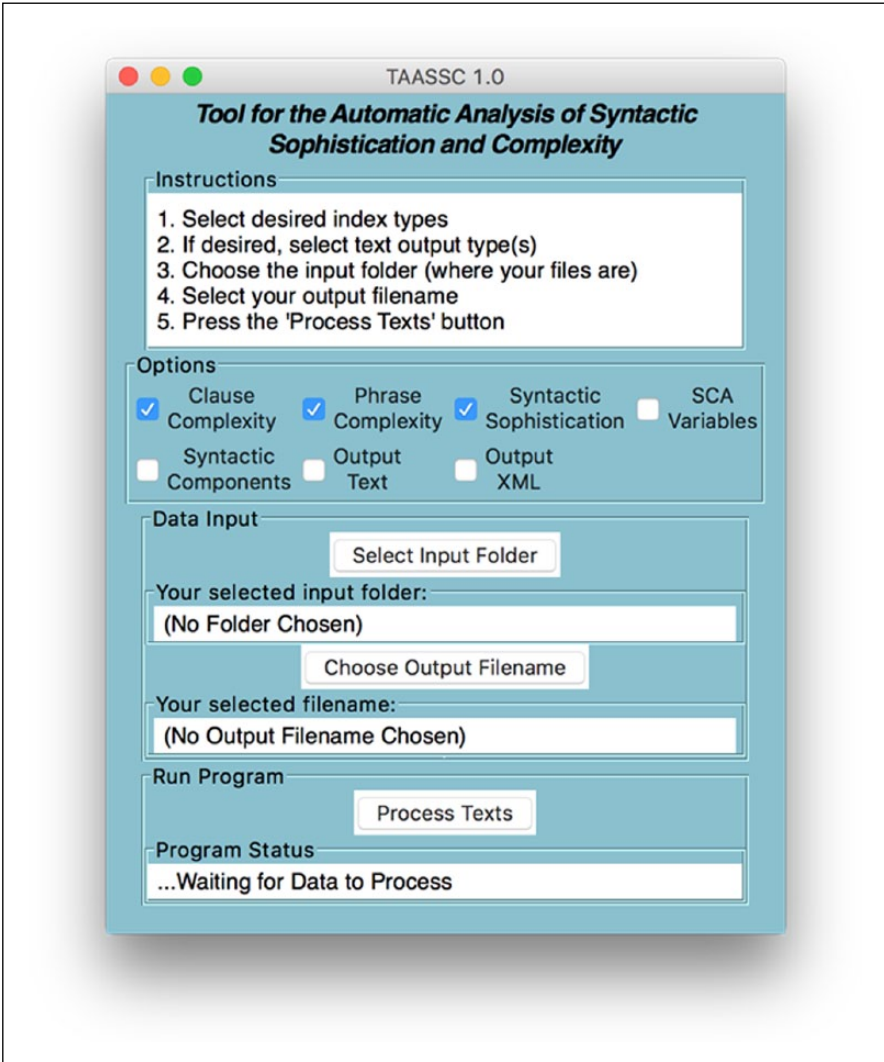 TAASSC 1.0
Tool for the Automatic Analysis of Syntactic
Sophistication and Complexity
Instructions
1. Select desired index types
2. If desired, select text output type(s)
3. Choose the input folder (where your files are)
4. Select your output filename
5. Press the 'Process Texts' button
Options
Clause
Complexity
Phrase
Complexity
Syntactic
Sophistication
SCA
Variables
Syntactic
Components
Output
Text
Output
XML
Data Input
Select Input Folder
Your selected input folder:
(No Folder Chosen)
Choose Output Filename
Your selected filename:
(No Output Filename Chosen)
Run Program
Process Texts
Program Status
...Waiting for Data to Process